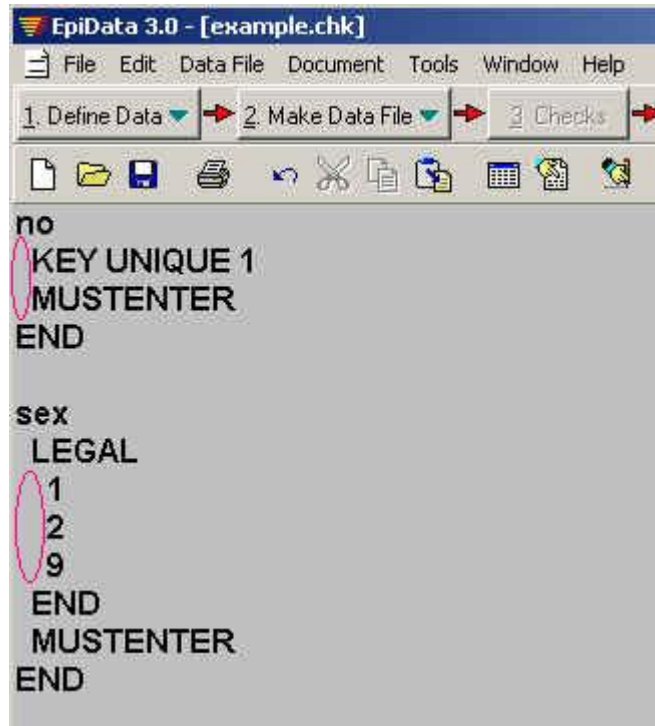 EpiData 3.0 - [example.chk]
File Edit Data File Document Tools Window Help
1. Define Data 2. Make Data File 3 Checks
no
KEY UNIQUE 1
MUSTENTER
END
sex
LEGAL
1
2
9
END
MUSTENTER
END